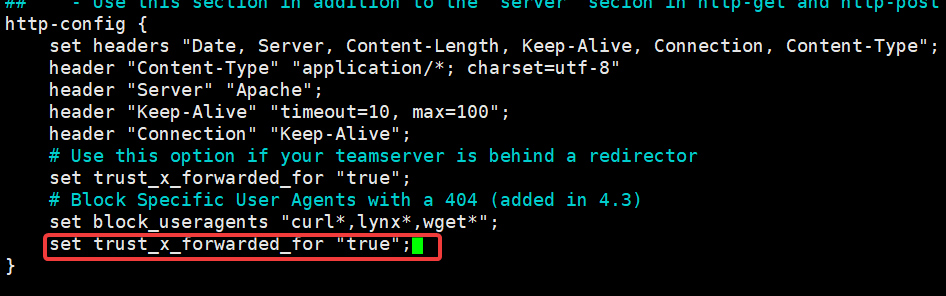 ##    - Use this section in addition to the "server" secion in http-get and http-post
http-config {
    set headers "Date, Server, Content-Length, Keep-Alive, Connection, Content-Type";
    header "Content-Type" "application/*; charset=utf-8"
    header "Server" "Apache";
    header "Keep-Alive" "timeout=10, max=100";
    header "Connection" "Keep-Alive";
    # Use this option if your teamserver is behind a redirector
    set trust_x_forwarded_for "true";
    # Block Specific User Agents with a 404 (added in 4.3)
    set block_useragents "curl*,lynx*,wget*";
    set trust_x_forwarded_for "true";
}